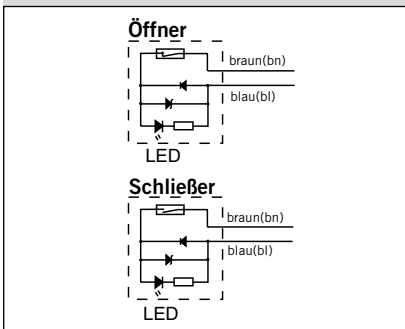 Öffner
braun(bn)
blau(bl)
LED
Schließer
braun(bn)
blau(bl)
LED